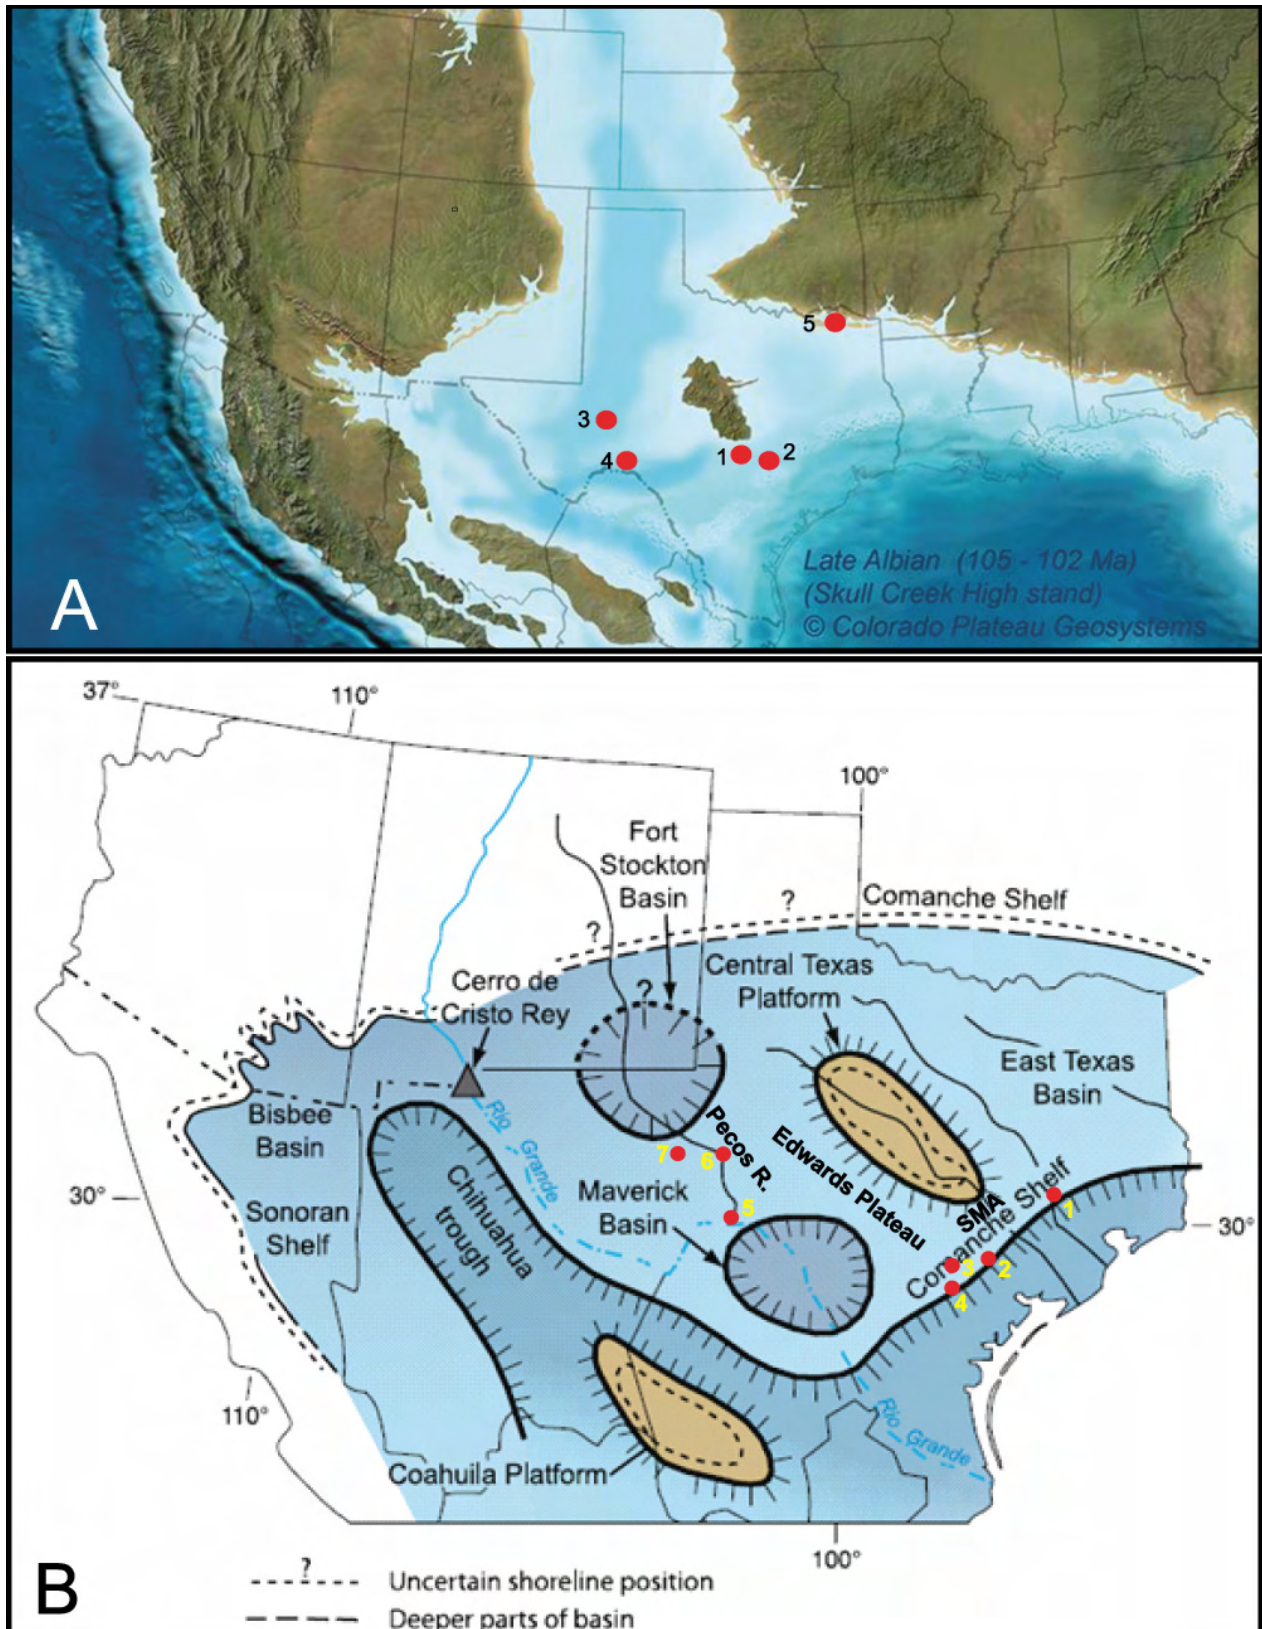 5
3
4
1
2
Late Albian (105 - 102 Ma)
(Skull Creek High stand)
© Colorado Plateau Geosystems
A
37°
110°
100°
Fort
Stockton
Basin
?
Comanche Shelf
?
Central Texas
Platform
Cerro de
Cristo Rey
?
East Texas
Basin
Bisbee
Basin
Rio Grande
Pecos R.
Edwards Plateau
7
6
30°
Chihuahua
trough
Maverick
Basin
5
SMA
Comanche Shelf
1
30°
Sonoran
Shelf
3
2
4
110°
Rio Grande
Coahuila Platform
100°
B
?
Uncertain shoreline position
Deeper parts of basin